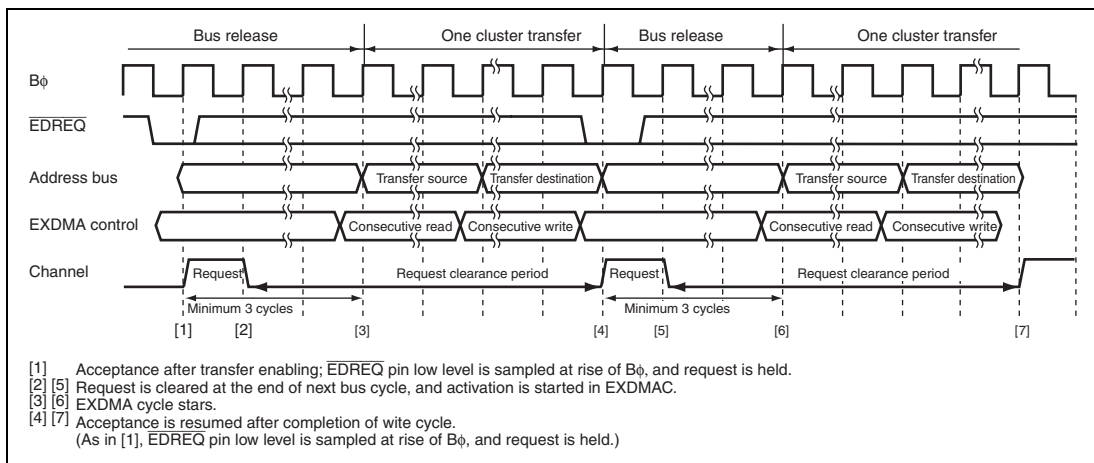 Bus release One cluster transfer Bus release One cluster transfer
Bϕ
EDREQ
Address bus Transfer source Transfer destination Transfer source Transfer destination
EXDMA control Consecutive read Consecutive write Consecutive read Consecutive write
Channel Request Request clearance period Request Request clearance period
Minimum 3 cycles Minimum 3 cycles
[1] [2] [3] [4] [5] [6] [7]
[1] Acceptance after transfer enabling; EDREQ pin low level is sampled at rise of Bϕ, and request is held.
[2] [5] Request is cleared at the end of next bus cycle, and activation is started in EXDMAC.
[3] [6] EXDMA cycle stars.
[4] [7] Acceptance is resumed after completion of wite cycle.
(As in [1], EDREQ pin low level is sampled at rise of Bϕ, and request is held.)